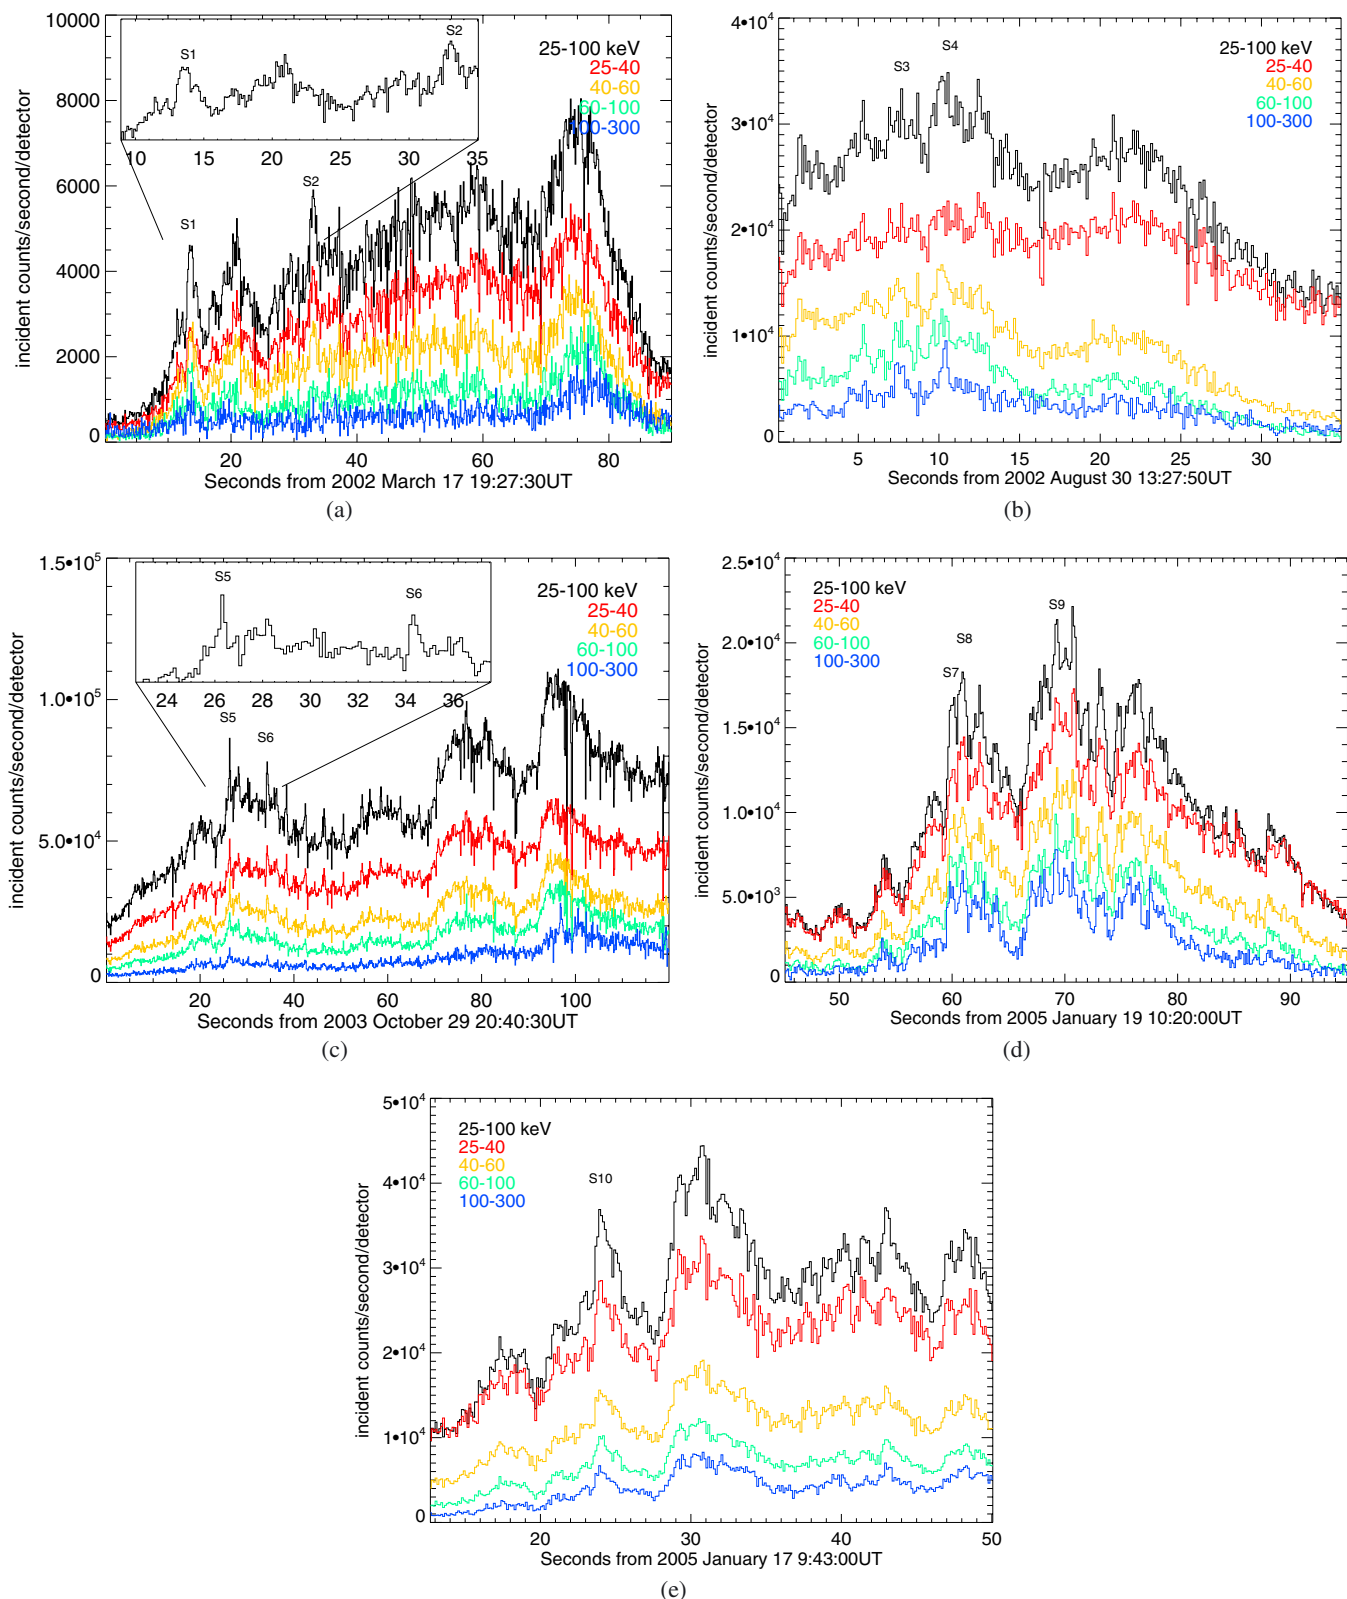 10000
8000
6000
4000
2000
0
incident counts/second/detector
S1
S2
10 15 20 25 30 35
25-100 keV
25-40
40-60
60-100
100-300
S1
S2
20 40 60 80
Seconds from 2002 March 17 19:27:30UT
(a)
4•10⁴
3•10⁴
2•10⁴
1•10⁴
0
incident counts/second/detector
S3
S4
25-100 keV
25-40
40-60
60-100
100-300
5 10 15 20 25 30
Seconds from 2002 August 30 13:27:50UT
(b)
1.5•10⁵
1.0•10⁵
5.0•10⁴
0
incident counts/second/detector
S5
S6
24 26 28 30 32 34 36
25-100 keV
25-40
40-60
60-100
100-300
S5
S6
20 40 60 80 100
Seconds from 2003 October 29 20:40:30UT
(c)
2.5•10⁴
2.0•10⁴
1.5•10⁴
1.0•10⁴
5.0•10³
0
incident counts/second/detector
25-100 keV
25-40
40-60
60-100
100-300
S7
S8
S9
50 60 70 80 90
Seconds from 2005 January 19 10:20:00UT
(d)
5•10⁴
4•10⁴
3•10⁴
2•10⁴
1•10⁴
0
incident counts/second/detector
25-100 keV
25-40
40-60
60-100
100-300
S10
20 30 40 50
Seconds from 2005 January 17 9:43:00UT
(e)